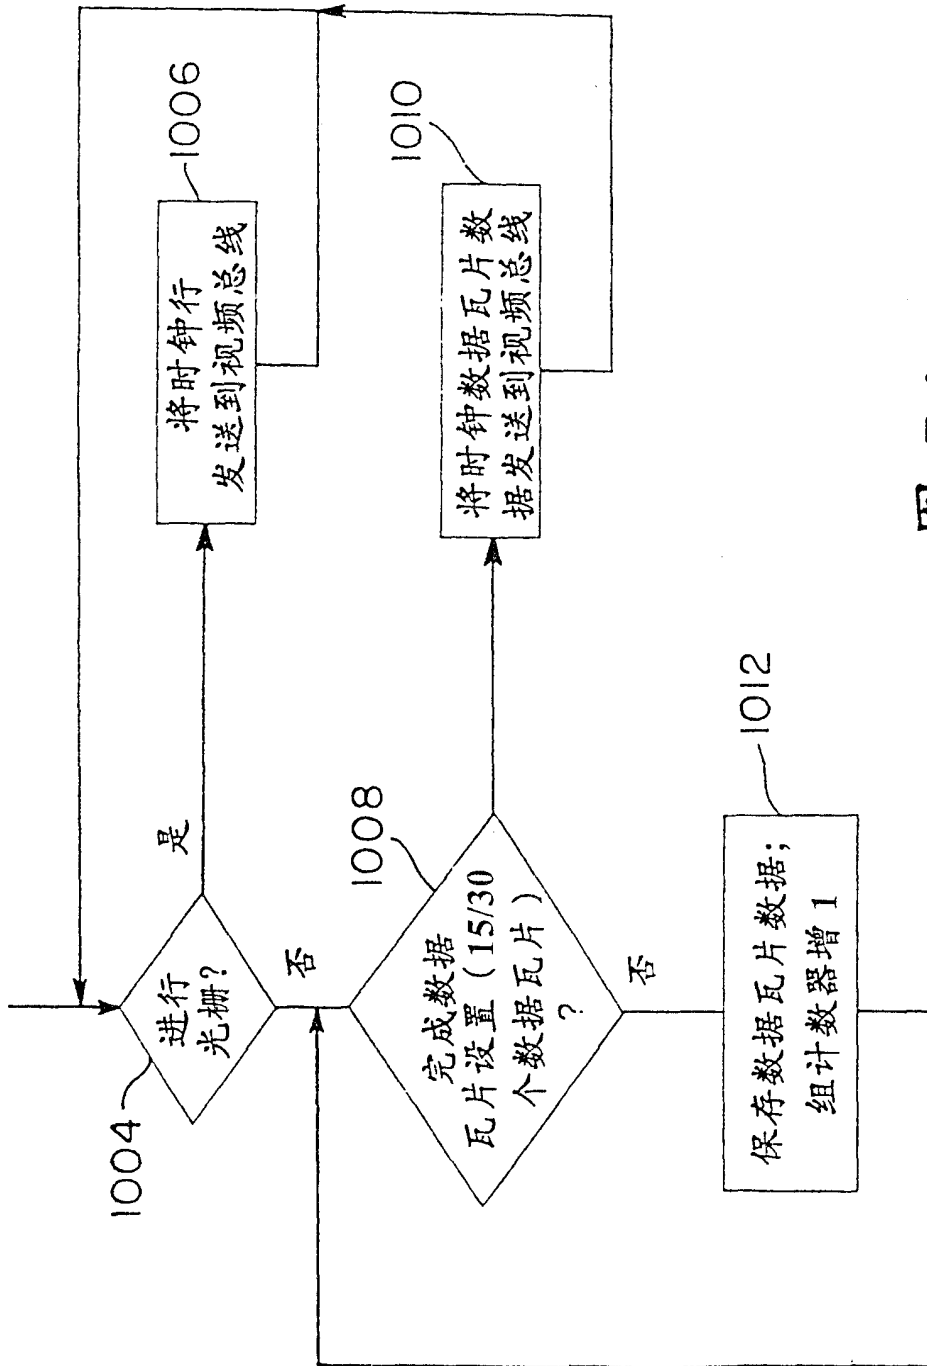 1004
进行
光栅?
是
否
将时钟行
发送到视频总线
1006
1008
完成数据
瓦片设置(15/30
个数据瓦片)
?
否
将时钟数据瓦片数
据发送到视频总线
1010
保存数据瓦片数据;
组计数器增1
1012